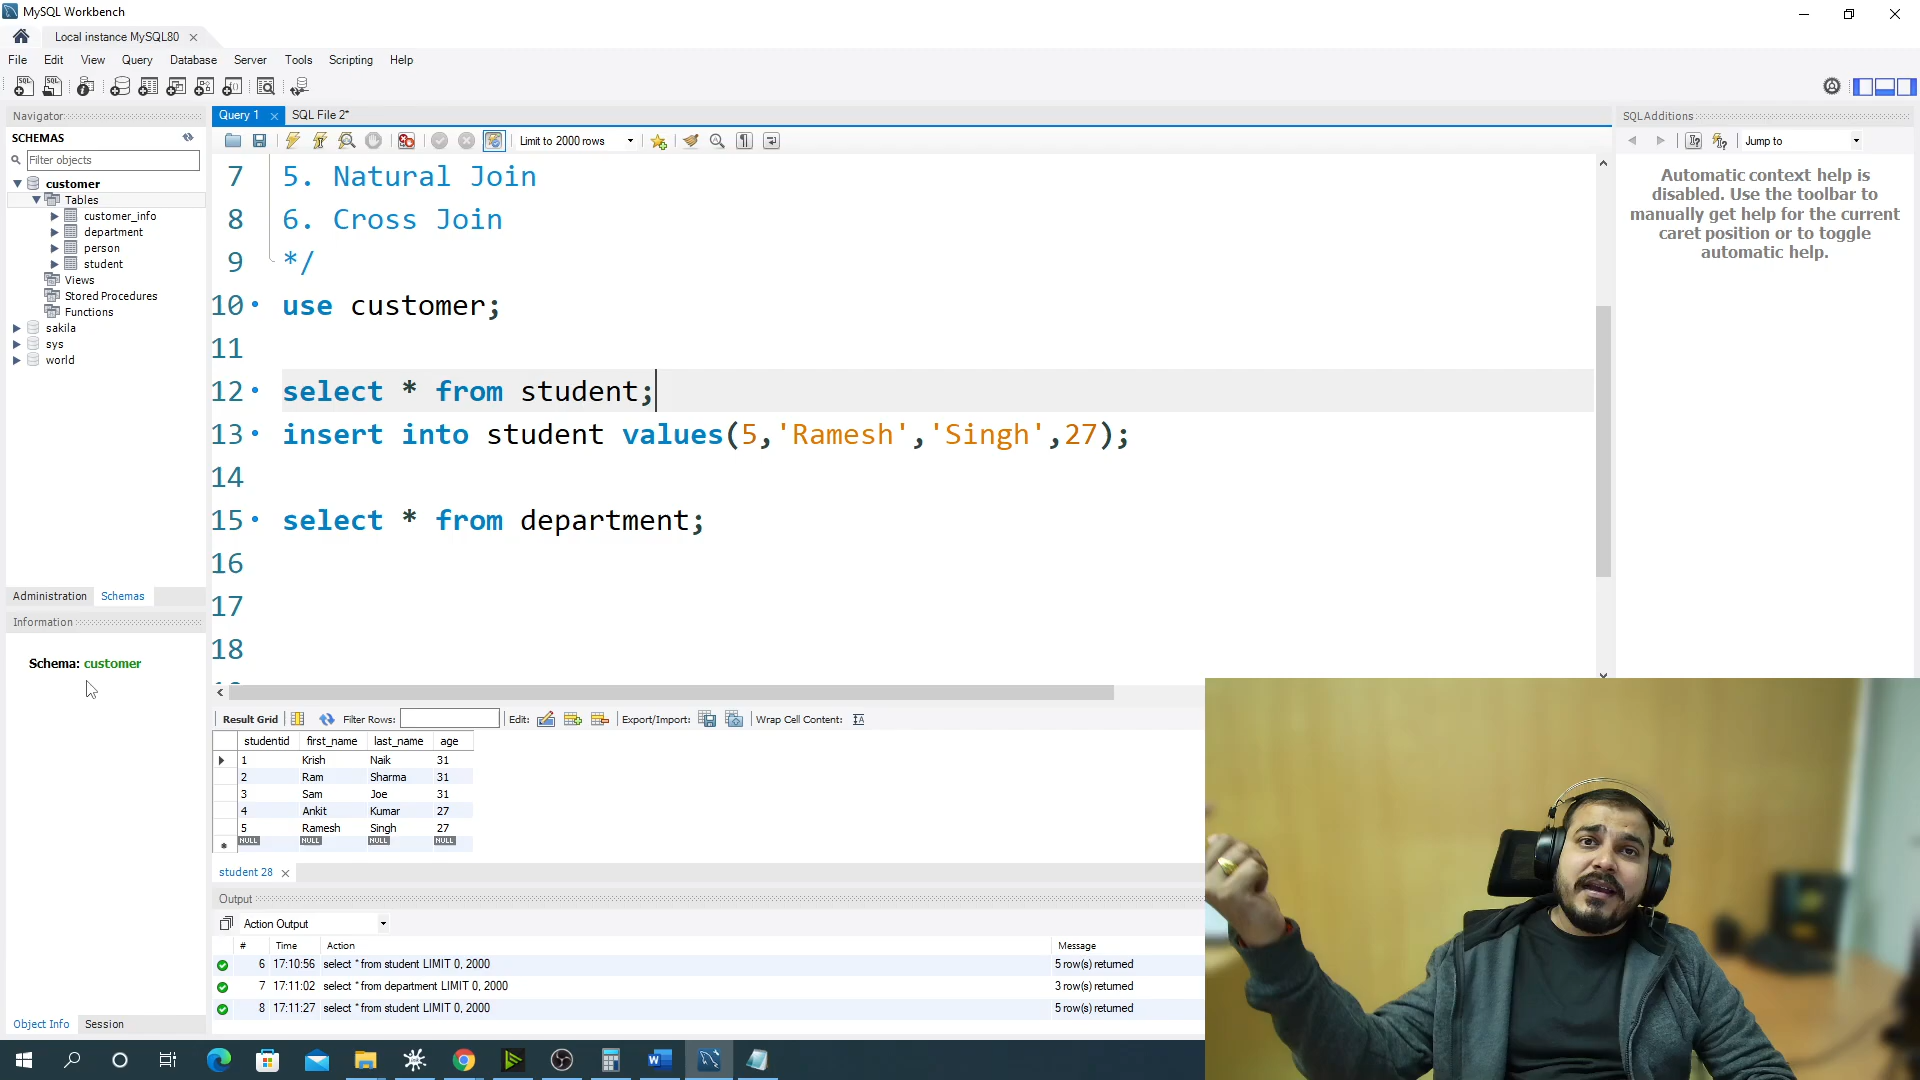 MySQL Workbench
Local instance MySQL80
File Edit View Query Database Server Tools Scripting Help
Navigator
SCHEMAS
Filter objects
customer
Tables
customer_info
department
person
student
Views
Stored Procedures
Functions
sakila
sys
world
Administration Schemas
Information
Schema: customer
Object Info Session
Query 1 SQL File 2*
Limit to 2000 rows
7 5. Natural Join
8 6. Cross Join
9 */
10 use customer;
11
12 select * from student;
13 insert into student values(5,'Ramesh','Singh',27);
14
15 select * from department;
16
17
18
Result Grid Filter Rows: Edit: Export/Import: Wrap Cell Content:
studentid first_name last_name age
1 Krish Naik 31
2 Ram Sharma 31
3 Sam Joe 31
4 Ankit Kumar 27
5 Ramesh Singh 27
NULL NULL NULL NULL
student 28
Output
Action Output
# Time Action Message
6 17:10:56 select * from student LIMIT 0, 2000 5 row(s) returned
7 17:11:02 select * from department LIMIT 0, 2000 3 row(s) returned
8 17:11:27 select * from student LIMIT 0, 2000 5 row(s) returned
SQLAdditions
Jump to
Automatic context help is
disabled. Use the toolbar to
manually get help for the current
caret position or to toggle
automatic help.